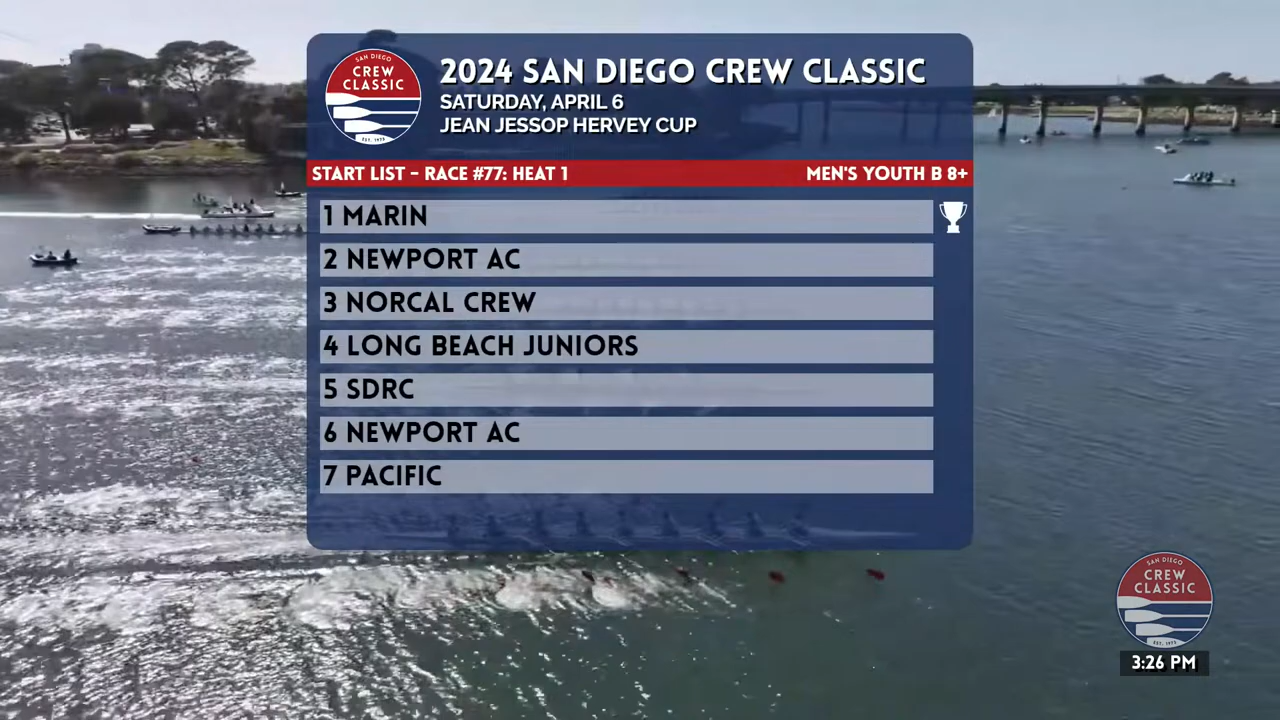 SAN DIEGO
CREW
CLASSIC
EST. 1973
2024 SAN DIEGO CREW CLASSIC
SATURDAY, APRIL 6
JEAN JESSOP HERVEY CUP
START LIST - RACE #77: HEAT 1
MEN'S YOUTH B 8+
1 MARIN
2 NEWPORT AC
3 NORCAL CREW
4 LONG BEACH JUNIORS
5 SDRC
6 NEWPORT AC
7 PACIFIC
SAN DIEGO
CREW
CLASSIC
EST. 1973
3:26 PM